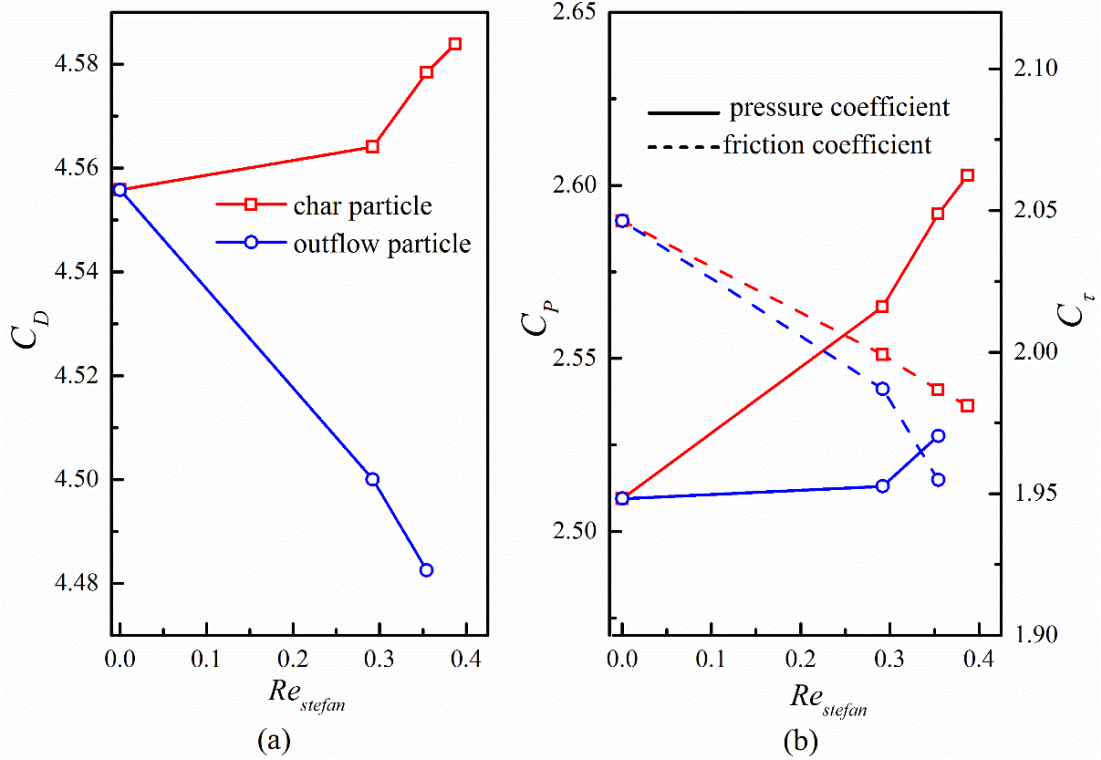 4.58
4.56
4.54
4.52
4.50
4.48
C_D
char particle
outflow particle
0.0 0.1 0.2 0.3 0.4
Re_stefan
(a)
2.65
2.60
2.55
2.50
C_P
pressure coefficient
friction coefficient
2.10
2.05
2.00
1.95
1.90
C_τ
0.0 0.1 0.2 0.3 0.4
Re_stefan
(b)